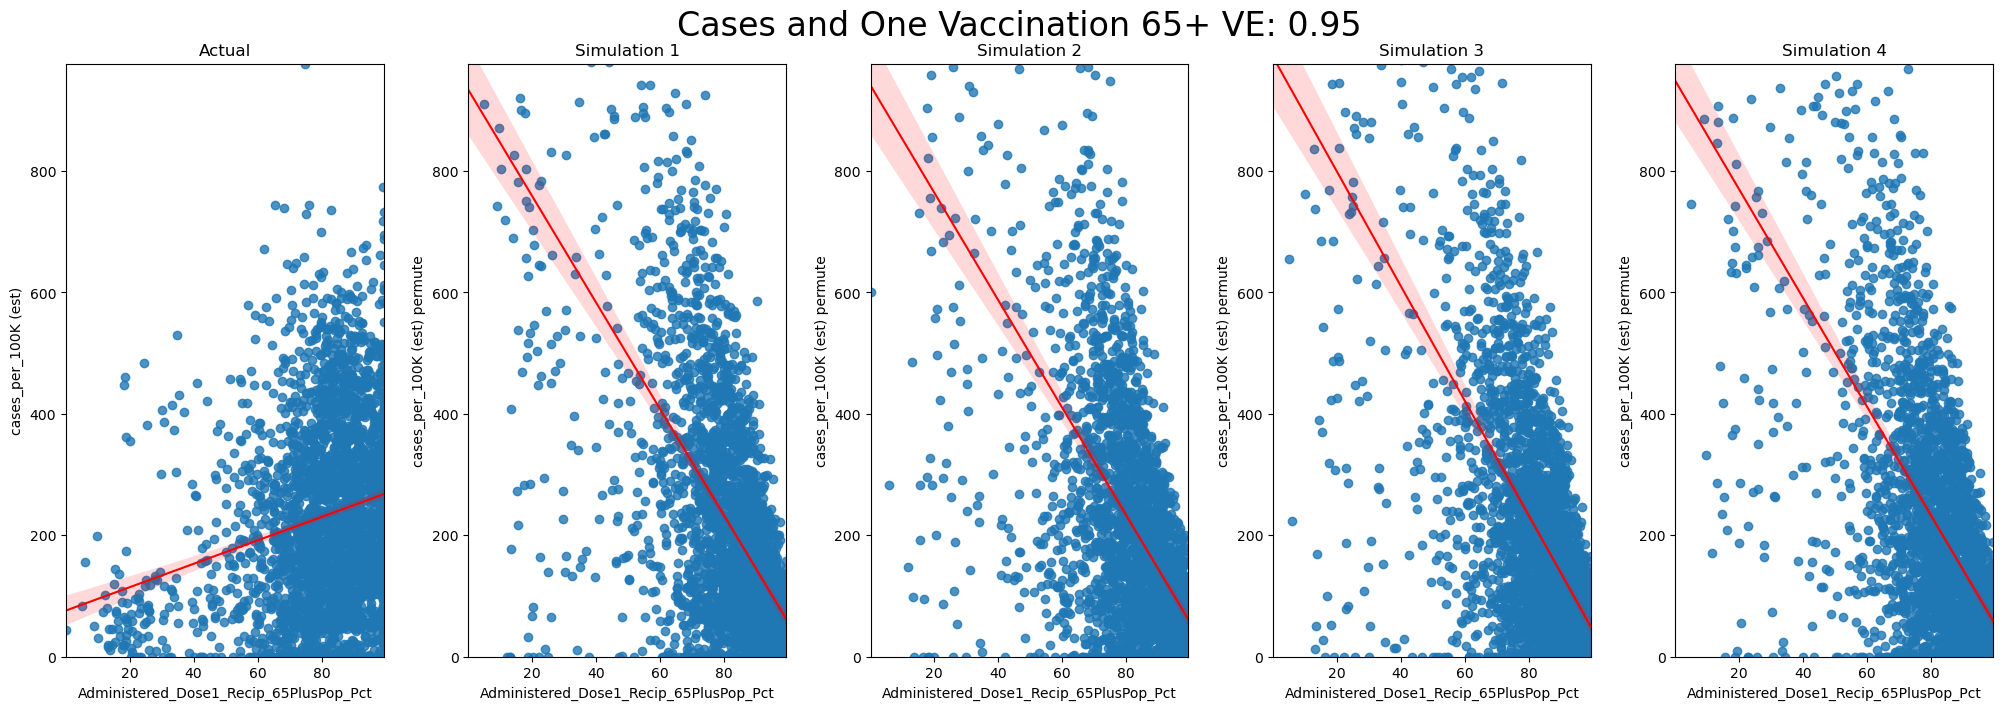 Cases and One Vaccination 65+ VE: 0.95
Actual
Simulation 1
Simulation 2
Simulation 3
Simulation 4
cases_per_100K (est)
800
600
400
200
0
20 40 60 80
Administered_Dose1_Recip_65PlusPop_Pct
cases_per_100K (est) permute
800
600
400
200
0
20 40 60 80
Administered_Dose1_Recip_65PlusPop_Pct
cases_per_100K (est) permute
800
600
400
200
0
20 40 60 80
Administered_Dose1_Recip_65PlusPop_Pct
cases_per_100K (est) permute
800
600
400
200
0
20 40 60 80
Administered_Dose1_Recip_65PlusPop_Pct
cases_per_100K (est) permute
800
600
400
200
0
20 40 60 80
Administered_Dose1_Recip_65PlusPop_Pct